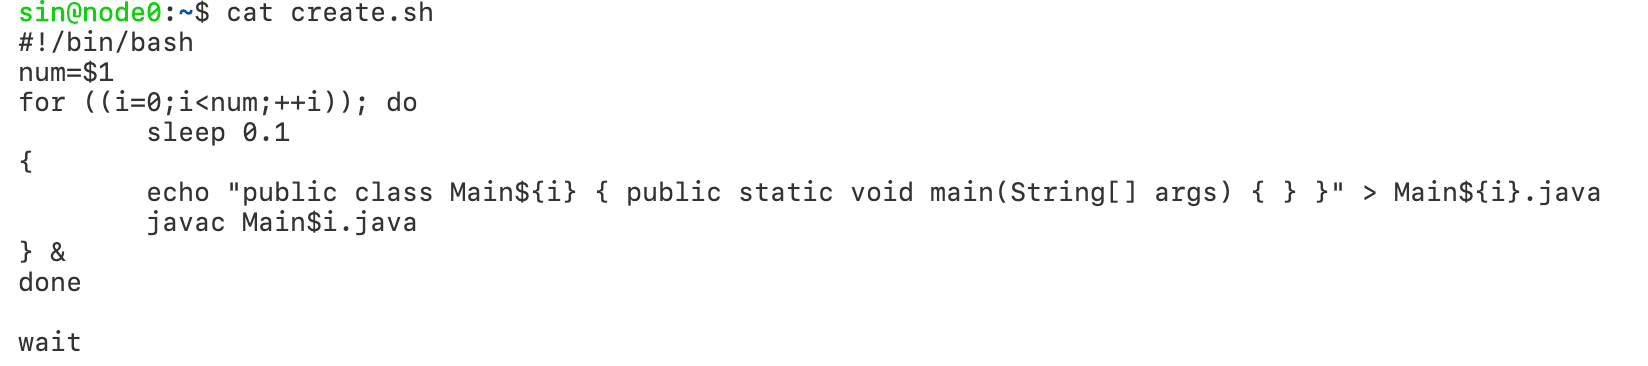 sin@node0:~$ cat create.sh
#!/bin/bash
num=$1
for ((i=0;i<num;++i)); do
        sleep 0.1
{
        echo "public class Main${i} { public static void main(String[] args) { } }" > Main${i}.java
        javac Main$i.java
} &
done

wait